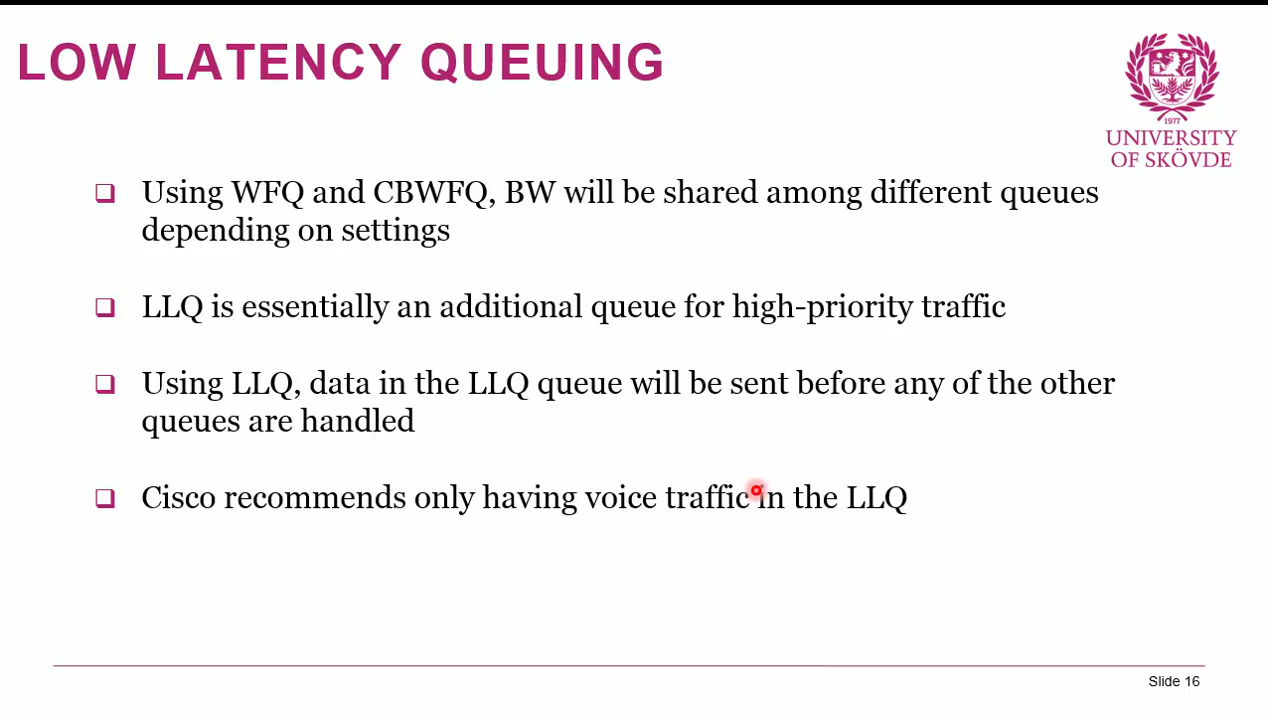 LOW LATENCY QUEUING
1977
UNIVERSITY
OF SKÖVDE
Using WFQ and CBWFQ, BW will be shared among different queues
depending on settings
LLQ is essentially an additional queue for high-priority traffic
Using LLQ, data in the LLQ queue will be sent before any of the other
queues are handled
Cisco recommends only having voice traffic in the LLQ
Slide 16